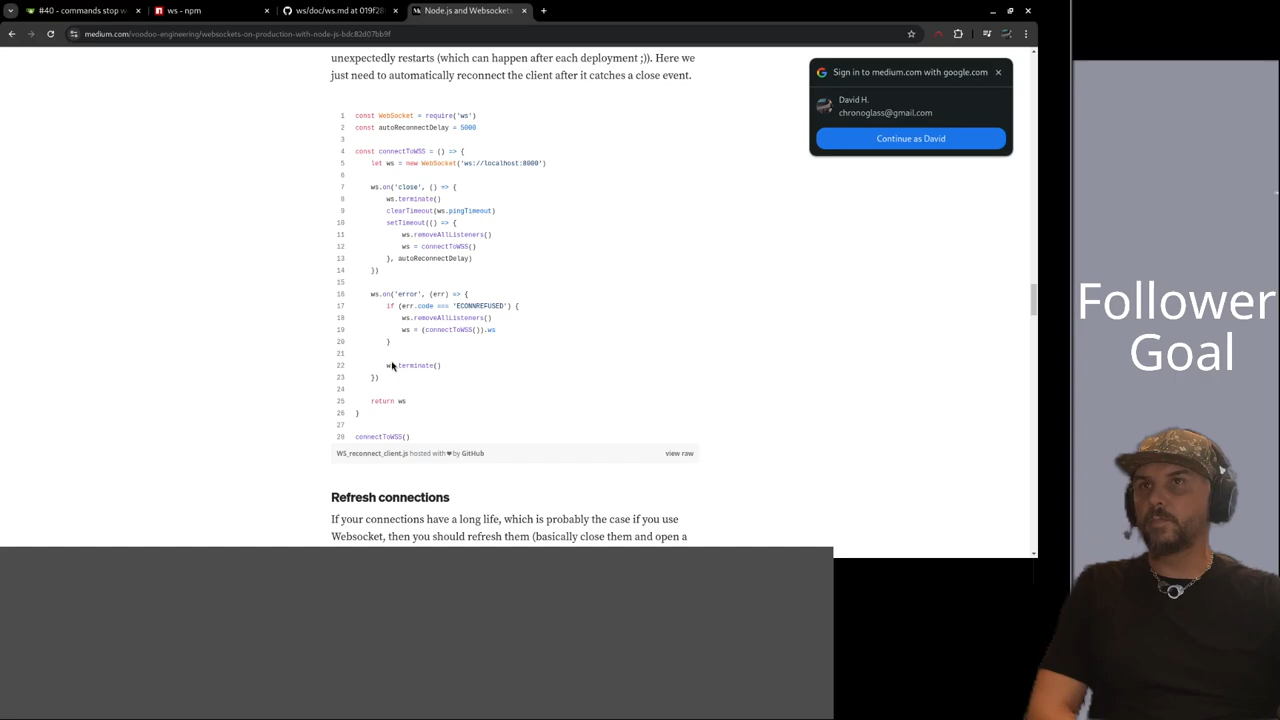 #40 - commands stop w
ws - npm
ws/doc/ws.md at 019f28
Node.js and Websockets
medium.com/voodoo-engineering/websockets-on-production-with-node-js-bdc82d07bb9f
unexpectedly restarts (which can happen after each deployment ;)). Here we
just need to automatically reconnect the client after it catches a close event.
Sign in to medium.com with google.com
David H.
chronoglass@gmail.com
Continue as David
1 const WebSocket = require('ws')
2 const autoReconnectDelay = 5000
3
4 const connectToWSS = () => {
5 let ws = new WebSocket('ws://localhost:8000')
6
7 ws.on('close', () => {
8 ws.terminate()
9 clearTimeout(ws.pingTimeout)
10 setTimeout(() => {
11 ws.removeAllListeners()
12 ws = connectToWSS()
13 }, autoReconnectDelay)
14 })
15
16 ws.on('error', (err) => {
17 if (err.code === 'ECONNREFUSED') {
18 ws.removeAllListeners()
19 ws = (connectToWSS()).ws
20 }
21
22 ws.terminate()
23 })
24
25 return ws
26 }
27
28 connectToWSS()
WS_reconnect_client.js hosted with ❤ by GitHub
view raw
Refresh connections
If your connections have a long life, which is probably the case if you use
Websocket, then you should refresh them (basically close them and open a
Follower
Goal